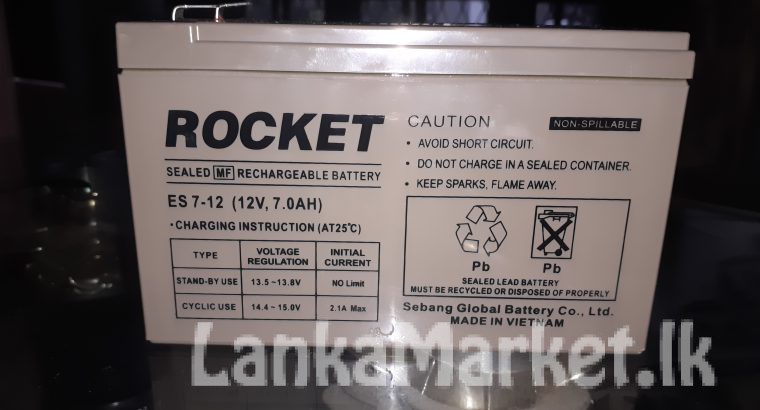 ROCKET
SEALED MF RECHARGEABLE BATTERY
ES 7-12 (12V, 7.0AH)
·CHARGING INSTRUCTION (AT25℃)
TYPE VOLTAGE REGULATION INITIAL CURRENT
STAND-BY USE 13.5~13.8V NO Limit
CYCLIC USE 14.4~15.0V 2.1A Max
CAUTION NON-SPILLABLE
• AVOID SHORT CIRCUIT.
• DO NOT CHARGE IN A SEALED CONTAINER.
• KEEP SPARKS, FLAME AWAY.
Pb Pb
SEALED LEAD BATTERY
MUST BE RECYCLED OR DISPOSED OF PROPERLY
Sebang Global Battery Co., Ltd.
MADE IN VIETNAM
LankaMarket.lk